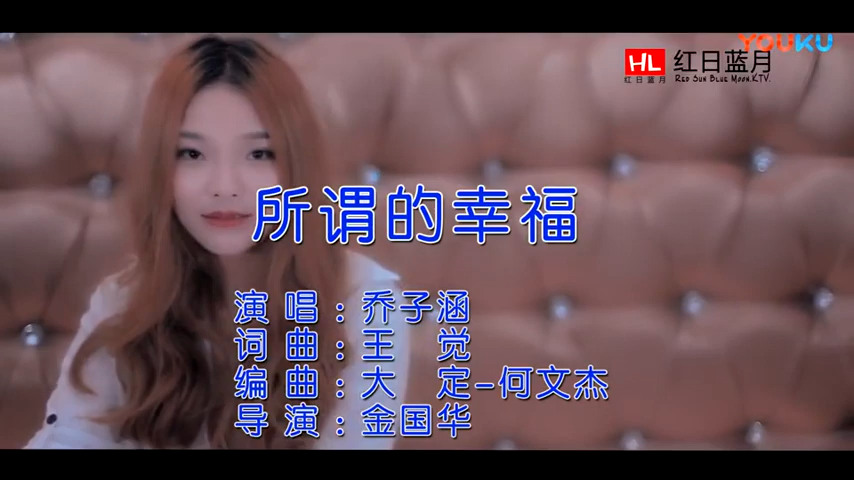 YOUKU
HL 红日蓝月
红日蓝月 RED SUN BLUE MOON.KTV.
所谓的幸福
演 唱：乔子涵
词 曲：王 觉
编 曲：大 定-何文杰
导 演：金国华